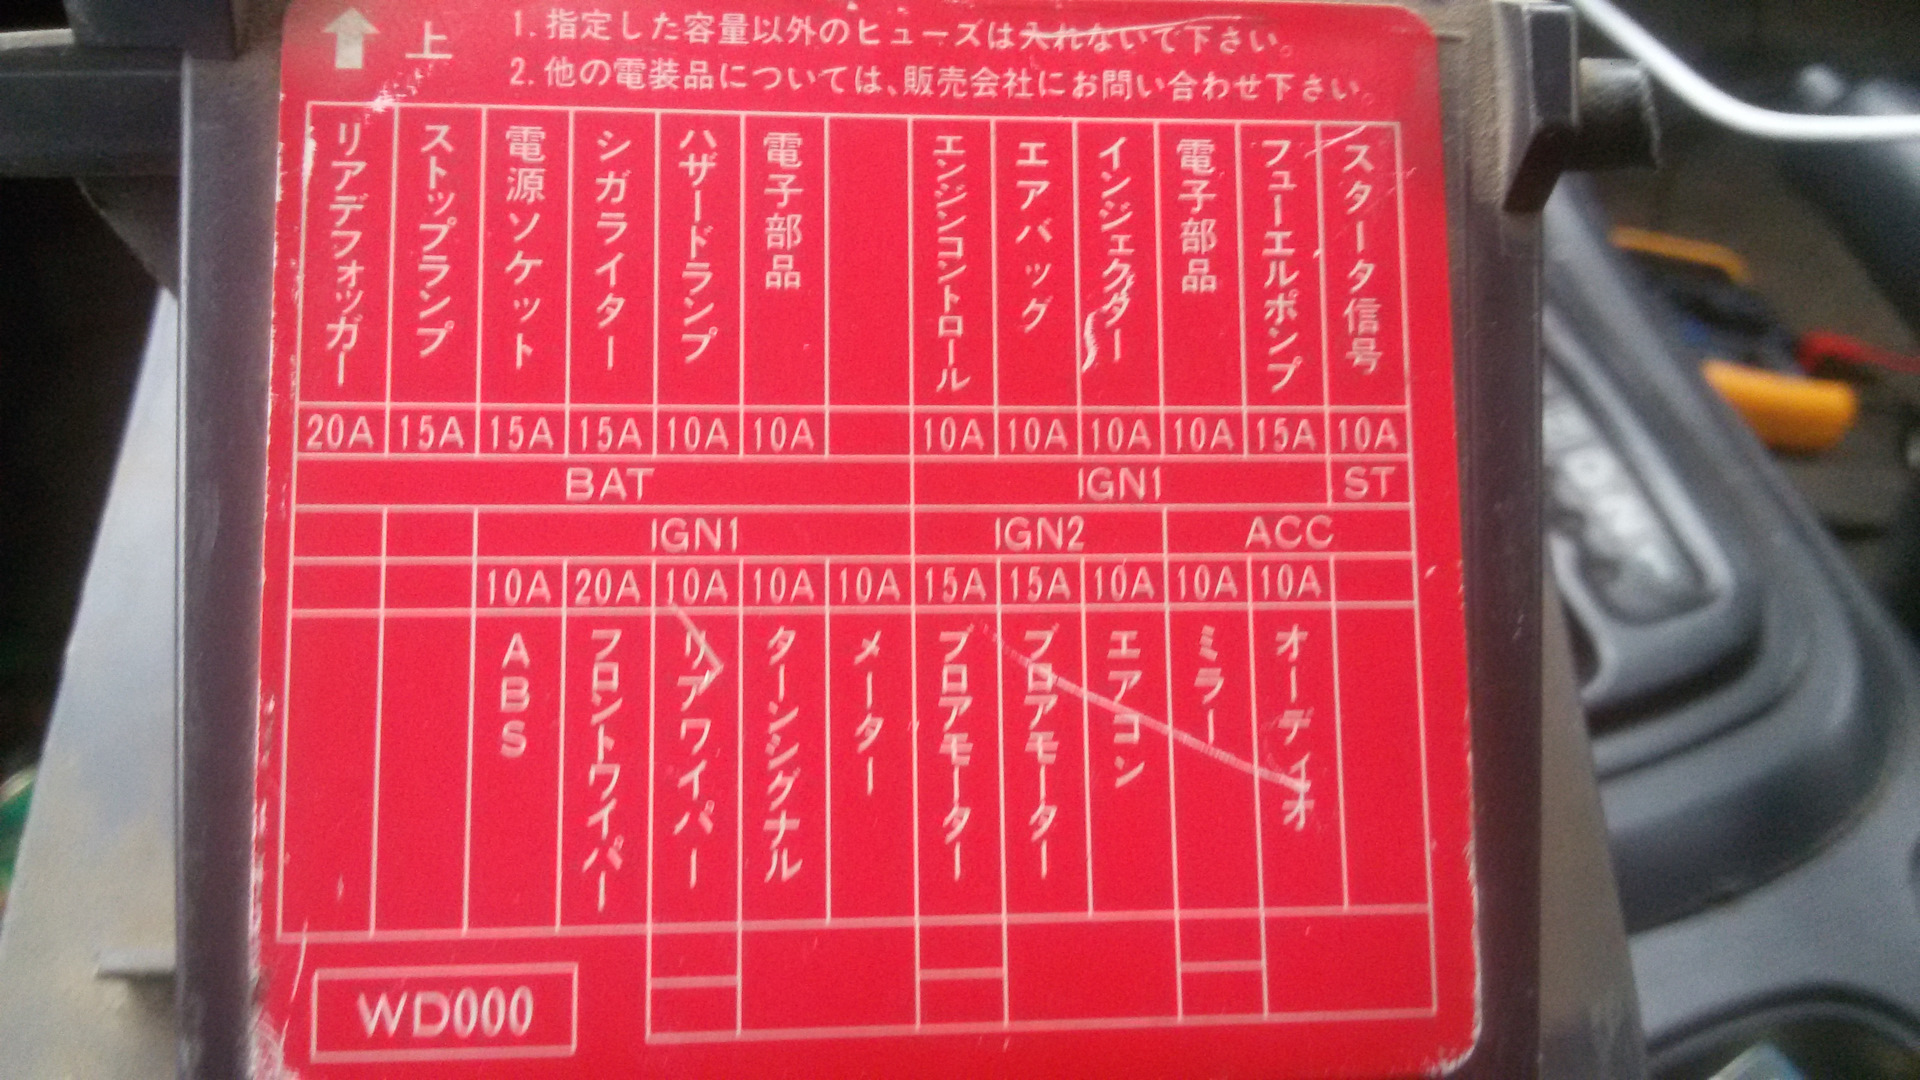 上
1. 指定した容量以外のヒューズは入れないで下さい。
2. 他の電装品については、販売会社にお問い合わせ下さい。
リアデフォッガー
ストップランプ
電源ソケット
シガライター
ハザードランプ
電子部品
エンジンコントロール
エアバッグ
インジェクター
電子部品
フューエルポンプ
スタータ信号
20A 15A 15A 15A 10A 10A 10A 10A 10A 10A 15A 10A
BAT IGN1 ST
IGN1 IGN2 ACC
10A 20A 10A 10A 10A 15A 15A 10A 10A 10A
ABS
フロントワイパー
リアワイパー
ターンシグナル
メーター
ブロアモーター
ブロアモーター
エアコン
ミラー
オーディオ
WD000